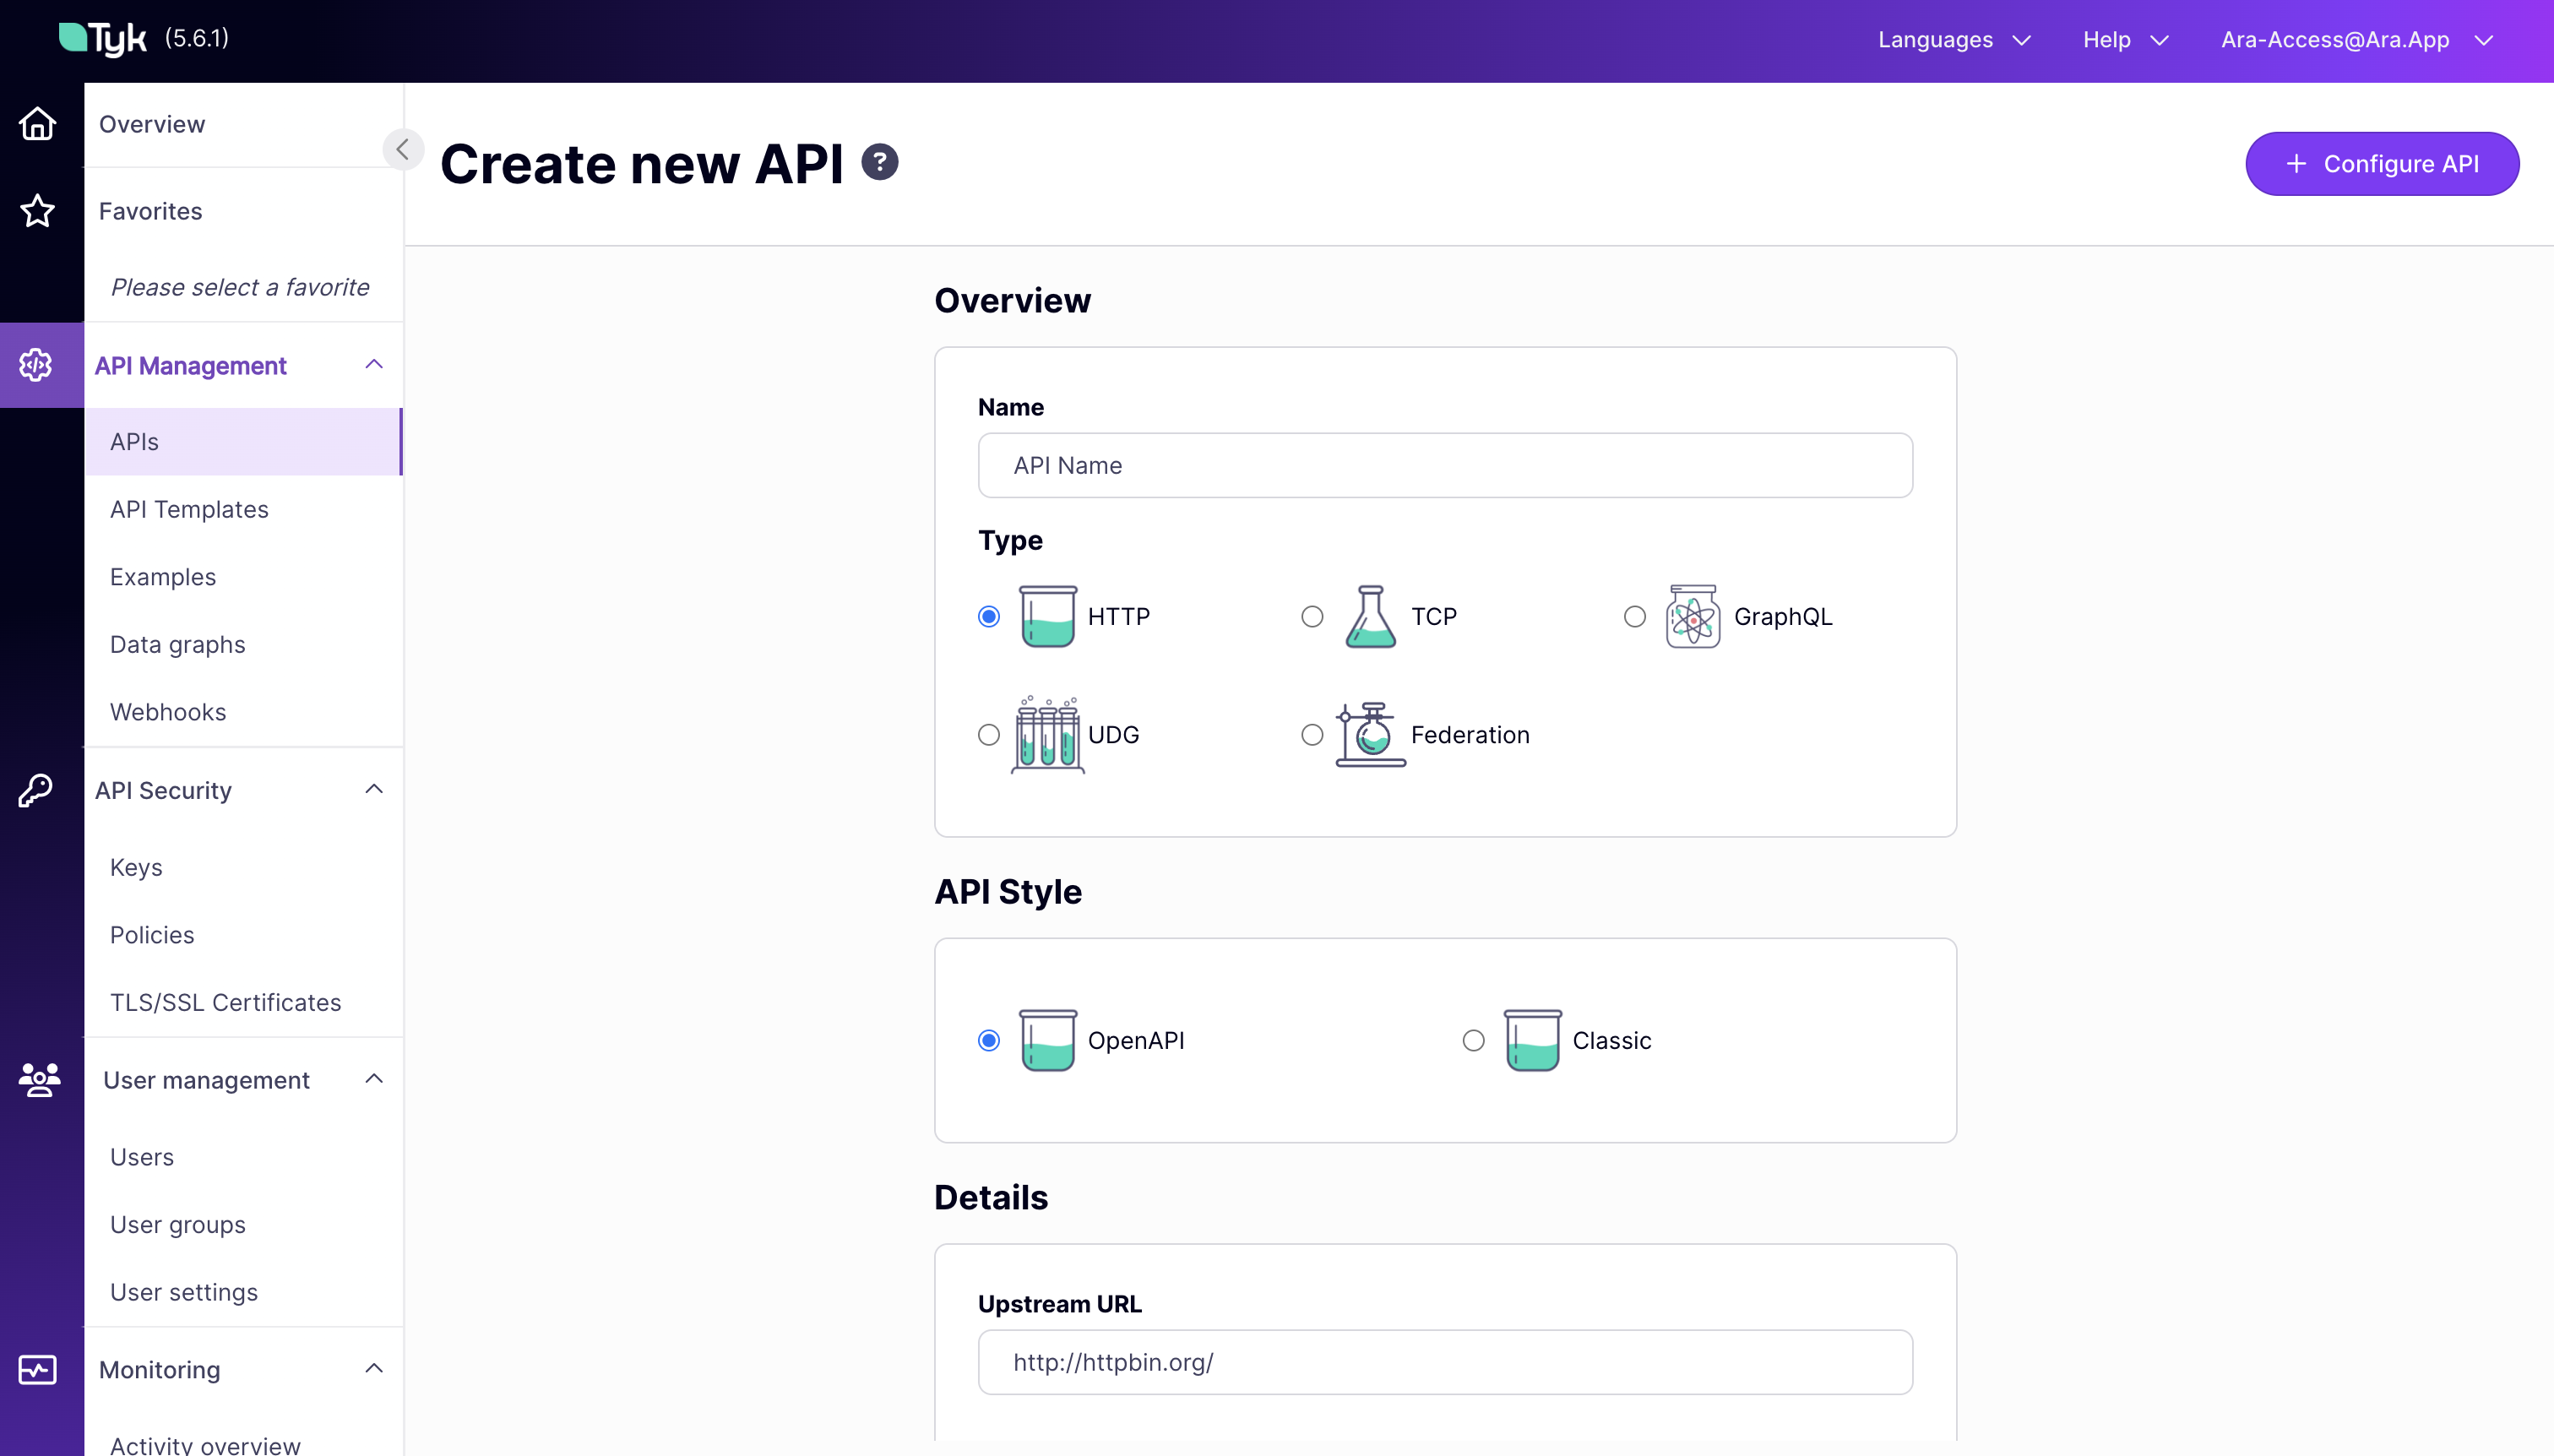 Tyk (5.6.1)
Languages
Help
Ara-Access@Ara.App
Overview
Favorites
Please select a favorite
API Management
APIs
API Templates
Examples
Data graphs
Webhooks
API Security
Keys
Policies
TLS/SSL Certificates
User management
Users
User groups
User settings
Monitoring
Activity overview
Create new API ?
+ Configure API
Overview
Name
API Name
Type
HTTP
TCP
GraphQL
UDG
Federation
API Style
OpenAPI
Classic
Details
Upstream URL
http://httpbin.org/